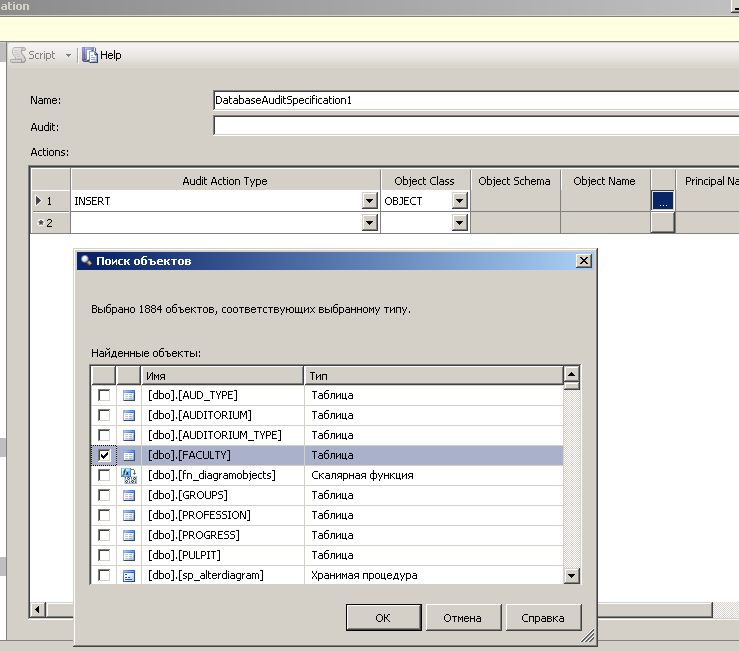 ation
Script Help
Name: DatabaseAuditSpecification1
Audit:
Actions:
Audit Action Type Object Class Object Schema Object Name Principal Na
1 INSERT OBJECT ...
* 2
Поиск объектов
Выбрано 1884 объектов, соответствующих выбранному типу.
Найденные объекты:
Имя Тип
[dbo].[AUD_TYPE] Таблица
[dbo].[AUDITORIUM] Таблица
[dbo].[AUDITORIUM_TYPE] Таблица
[dbo].[FACULTY] Таблица
[dbo].[fn_diagramobjects] Скалярная функция
[dbo].[GROUPS] Таблица
[dbo].[PROFESSION] Таблица
[dbo].[PROGRESS] Таблица
[dbo].[PULPIT] Таблица
[dbo].[sp_alterdiagram] Хранимая процедура
OK Отмена Справка